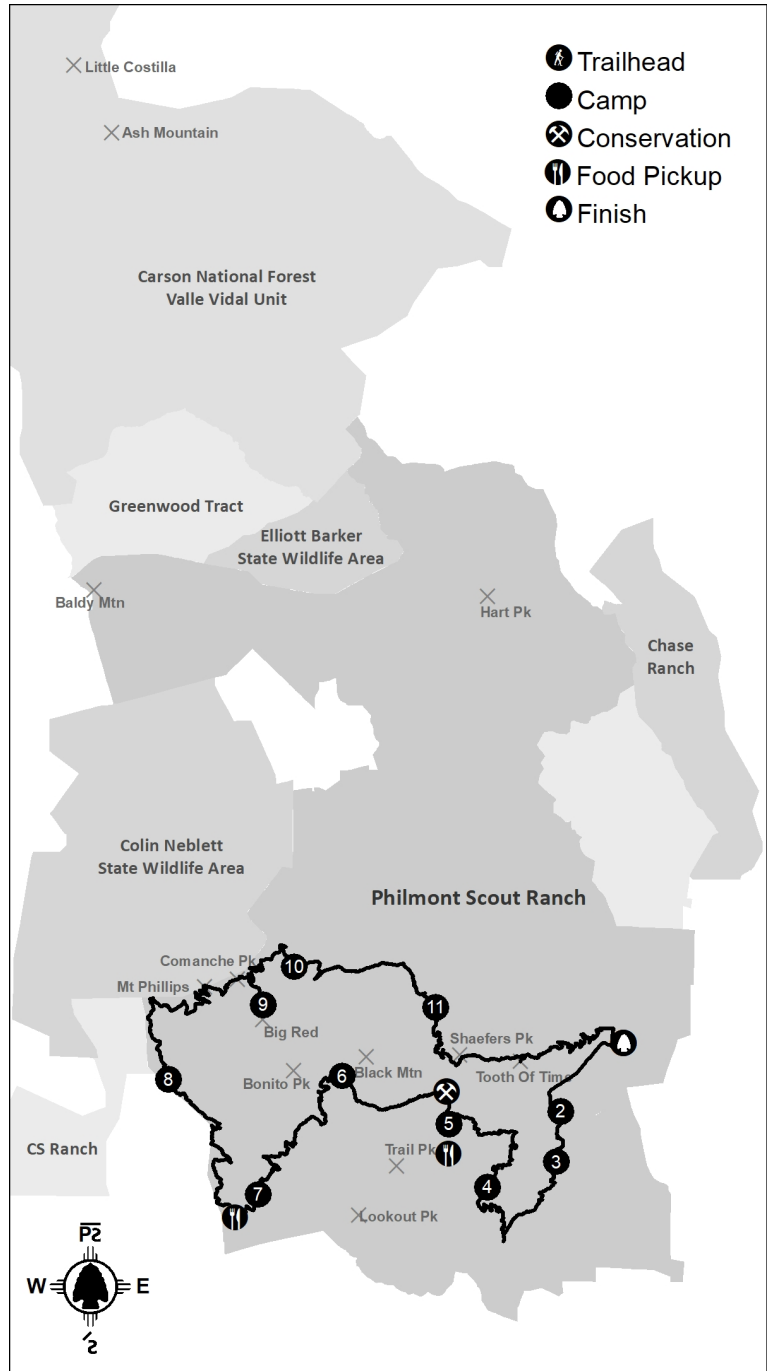 Little Costilla
Ash Mountain
Trailhead
Camp
Conservation
Food Pickup
Finish
Carson National Forest
Valle Vidal Unit
Greenwood Tract
Elliott Barker
State Wildlife Area
Baldy Mtn
Hart Pk
Chase
Ranch
Colin Neblett
State Wildlife Area
Philmont Scout Ranch
Comanche Pk
Mt Phillips
10
9
Big Red
11
Shaefers Pk
Tooth Of Time
Black Mtn
6
Bonito Pk
8
2
5
3
Trail Pk
4
7
Lookout Pk
CS Ranch
W
E